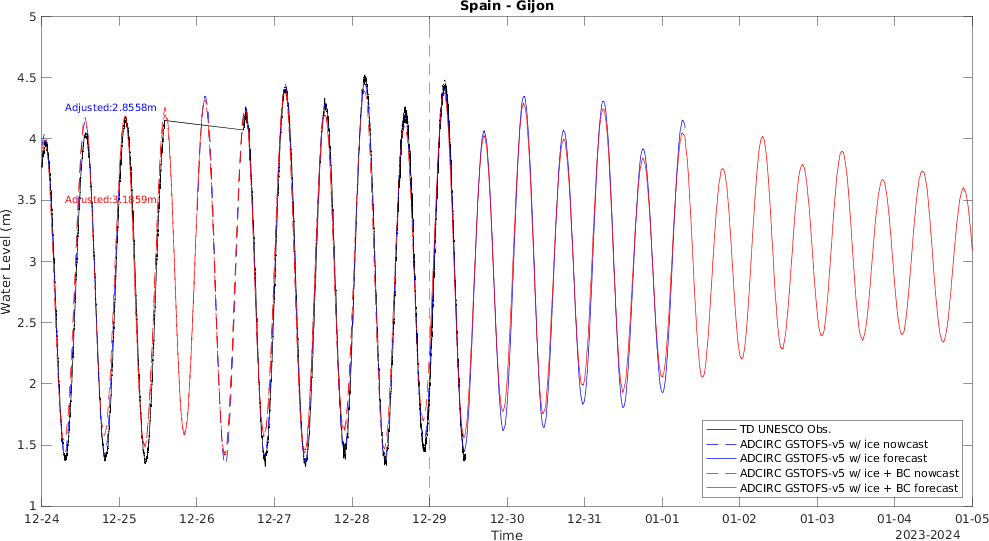 Spain - Gijon
5
4.5
4
3.5
3
2.5
2
1.5
1
Water Level (m)
Adjusted:2.8558m
Adjusted:3.1859m
TD UNESCO Obs.
ADCIRC GSTOFS-v5 w/ ice nowcast
ADCIRC GSTOFS-v5 w/ ice forecast
ADCIRC GSTOFS-v5 w/ ice + BC nowcast
ADCIRC GSTOFS-v5 w/ ice + BC forecast
12-24 12-25 12-26 12-27 12-28 12-29 12-30 12-31 01-01 01-02 01-03 01-04 01-05
Time
2023-2024